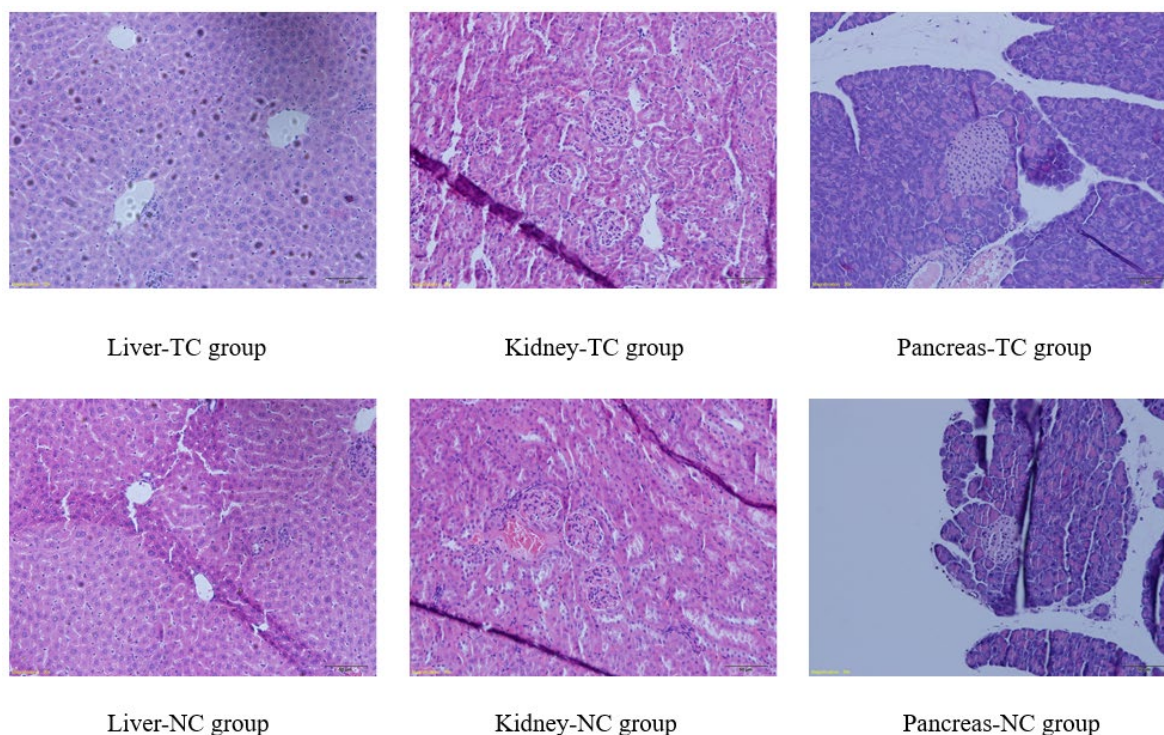 Liver-TC group
Kidney-TC group
Pancreas-TC group
Liver-NC group
Kidney-NC group
Pancreas-NC group